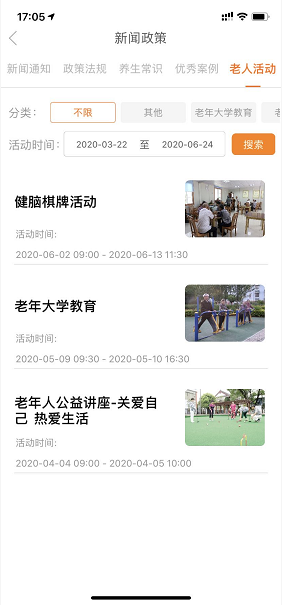 17:05
新闻政策
新闻通知 政策法规 养生常识 优秀案例 老人活动
分类： 不限 其他 老年大学教育
活动时间： 2020-03-22 至 2020-06-24 搜索
健脑棋牌活动
活动时间:
2020-06-02 09:00 - 2020-06-13 11:30
老年大学教育
活动时间:
2020-05-09 09:30 - 2020-05-10 16:30
老年人公益讲座-关爱自
己 热爱生活
活动时间:
2020-04-04 09:00 - 2020-04-05 10:00